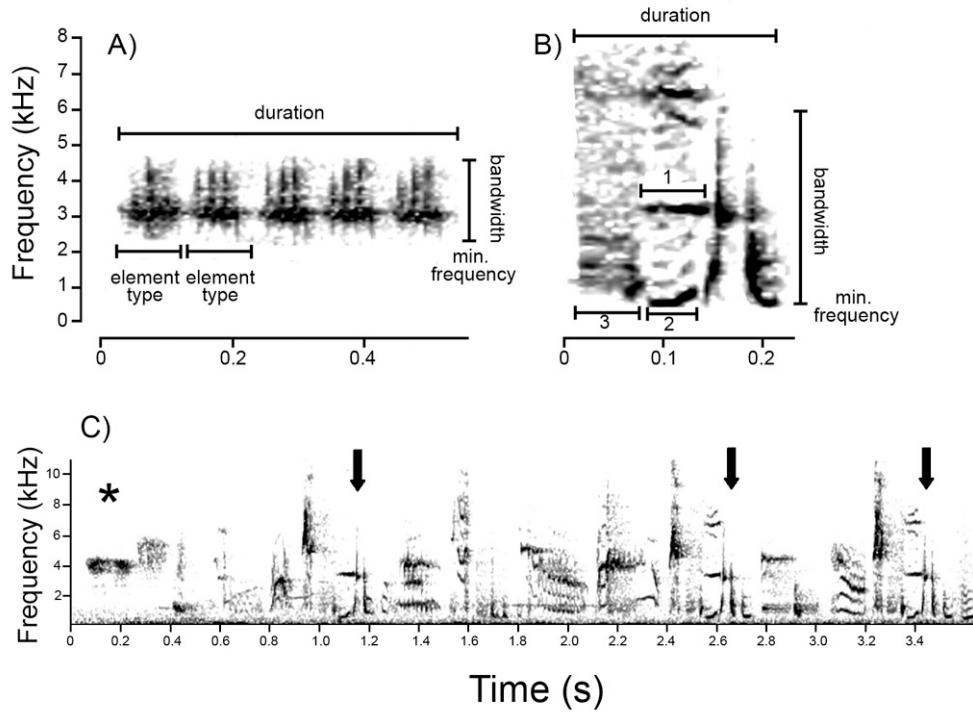 A)
Frequency (kHz)
8
7
6
5
4
3
2
1
0
duration
bandwidth
min.
frequency
element
type
element
type
0
0.2
0.4
B)
duration
1
bandwidth
min.
frequency
3
2
0
0.1
0.2
C)
Frequency (kHz)
10
8
6
4
2
*
0
0.2
0.4
0.6
0.8
1.0
1.2
1.4
1.6
1.8
2.0
2.2
2.4
2.6
2.8
3.0
3.2
3.4
Time (s)